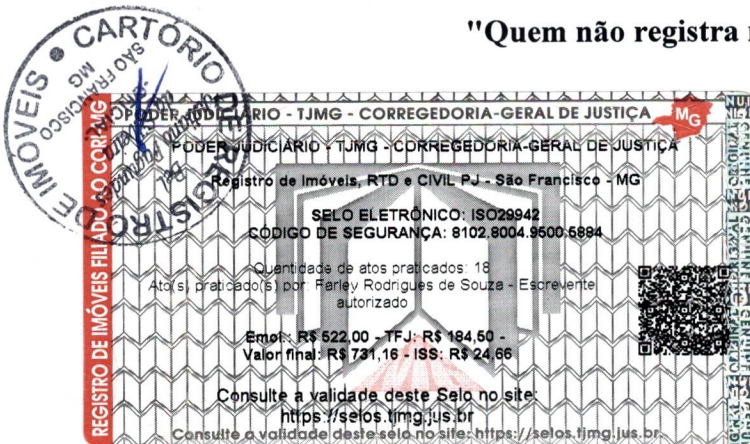 "Quem não registra
CARTÓRIO DE REGISTRO DE IMÓVEIS
SÃO FRANCISCO
MG
PODER JUDICIÁRIO - TJMG - CORREGEDORIA-GERAL DE JUSTIÇA
MG
PODER JUDICIÁRIO - TJMG - CORREGEDORIA-GERAL DE JUSTIÇA
Registro de Imóveis, RTD e CIVIL PJ - São Francisco - MG
SELO ELETRÔNICO: ISO29942
CÓDIGO DE SEGURANÇA: 8102.8004.9500.5884
Quantidade de atos praticados: 18
Ato(s) praticado(s) por: Farley Rodrigues de Souza - Escrevente
autorizado
Emol.: R$ 522,00 - TFJ: R$ 184,50 -
Valor final: R$ 731,16 - ISS: R$ 24,66
Consulte a validade deste Selo no site:
https://selos.tjmg.jus.br
Consulte a validade deste selo no site: https://selos.tjmg.jus.br
REGISTRO DE IMÓVEIS FILIADO AO CORI-MG